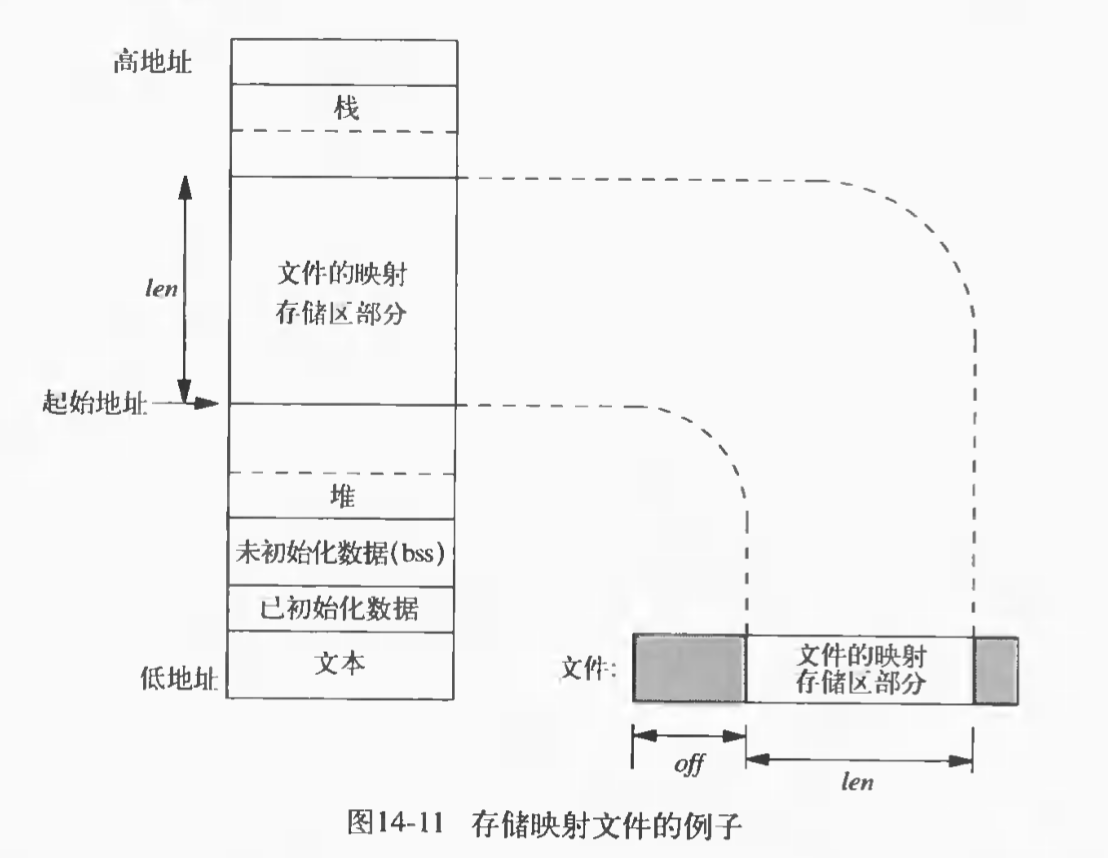 高地址
栈
len
文件的映射
存储区部分
起始地址
堆
未初始化数据(bss)
已初始化数据
文本
低地址
文件:
文件的映射
存储区部分
off
len
图14-11 存储映射文件的例子